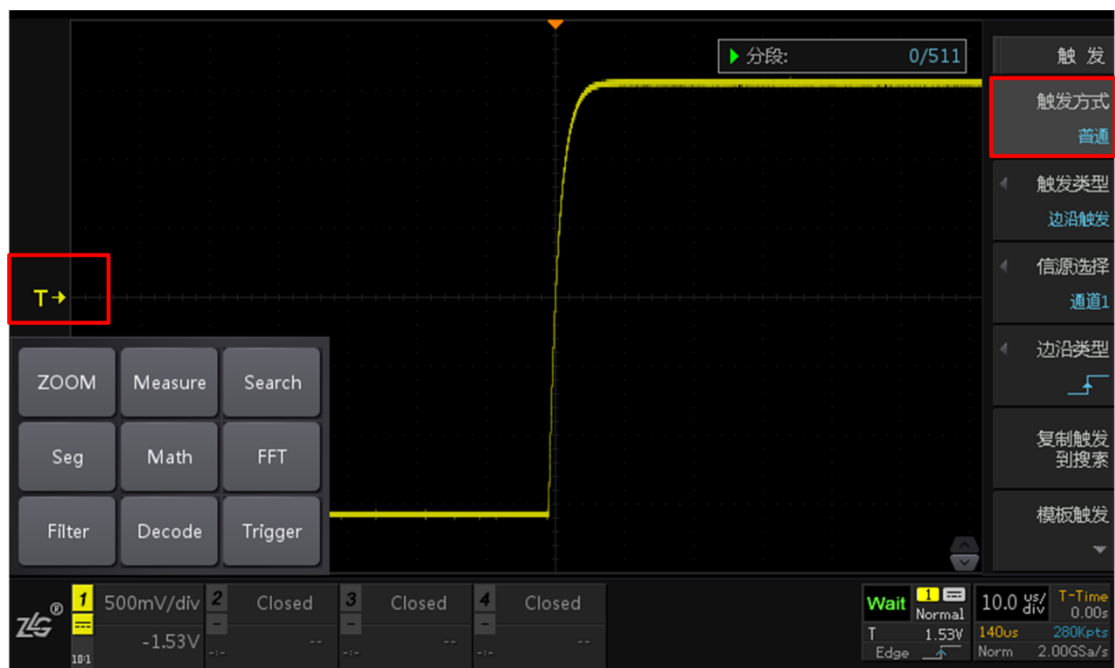 分段: 0/511
触 发
触发方式
普通
触发类型
边沿触发
信源选择
通道1
边沿类型
复制触发
到搜索
模板触发
T
ZOOM Measure Search
Seg Math FFT
Filter Decode Trigger
ZLG®
1 500mV/div
-1.53V
10:1
2 Closed
--
-:-
3 Closed
--
-:-
4 Closed
--
-:-
Wait 1 Normal
T 1.53V
Edge
10.0 us/div T-Time 0.00s
140us 280Kpts
Norm 2.00GSa/s